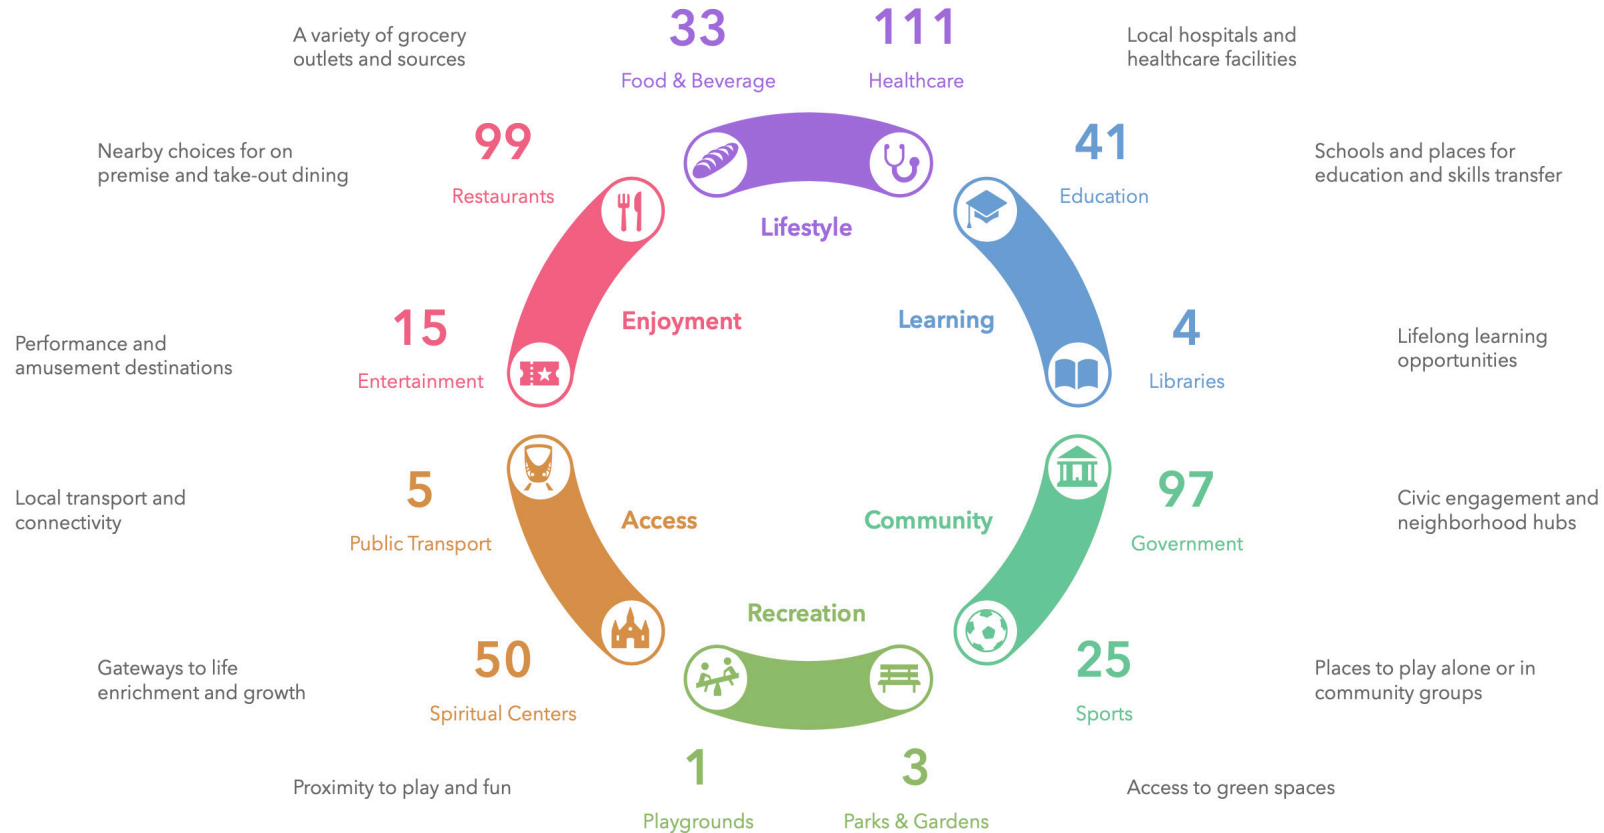 33
111
A variety of grocery
outlets and sources
Local hospitals and
healthcare facilities
Food & Beverage
Healthcare
99
41
Nearby choices for on
premise and take-out dining
Schools and places for
education and skills transfer
Restaurants
Education
Lifestyle
Enjoyment
Learning
15
4
Performance and
amusement destinations
Lifelong learning
opportunities
Entertainment
Libraries
5
97
Local transport and
connectivity
Civic engagement and
neighborhood hubs
Access
Community
Public Transport
Government
Recreation
50
25
Gateways to life
enrichment and growth
Places to play alone or in
community groups
Spiritual Centers
Sports
1
3
Proximity to play and fun
Access to green spaces
Playgrounds
Parks & Gardens